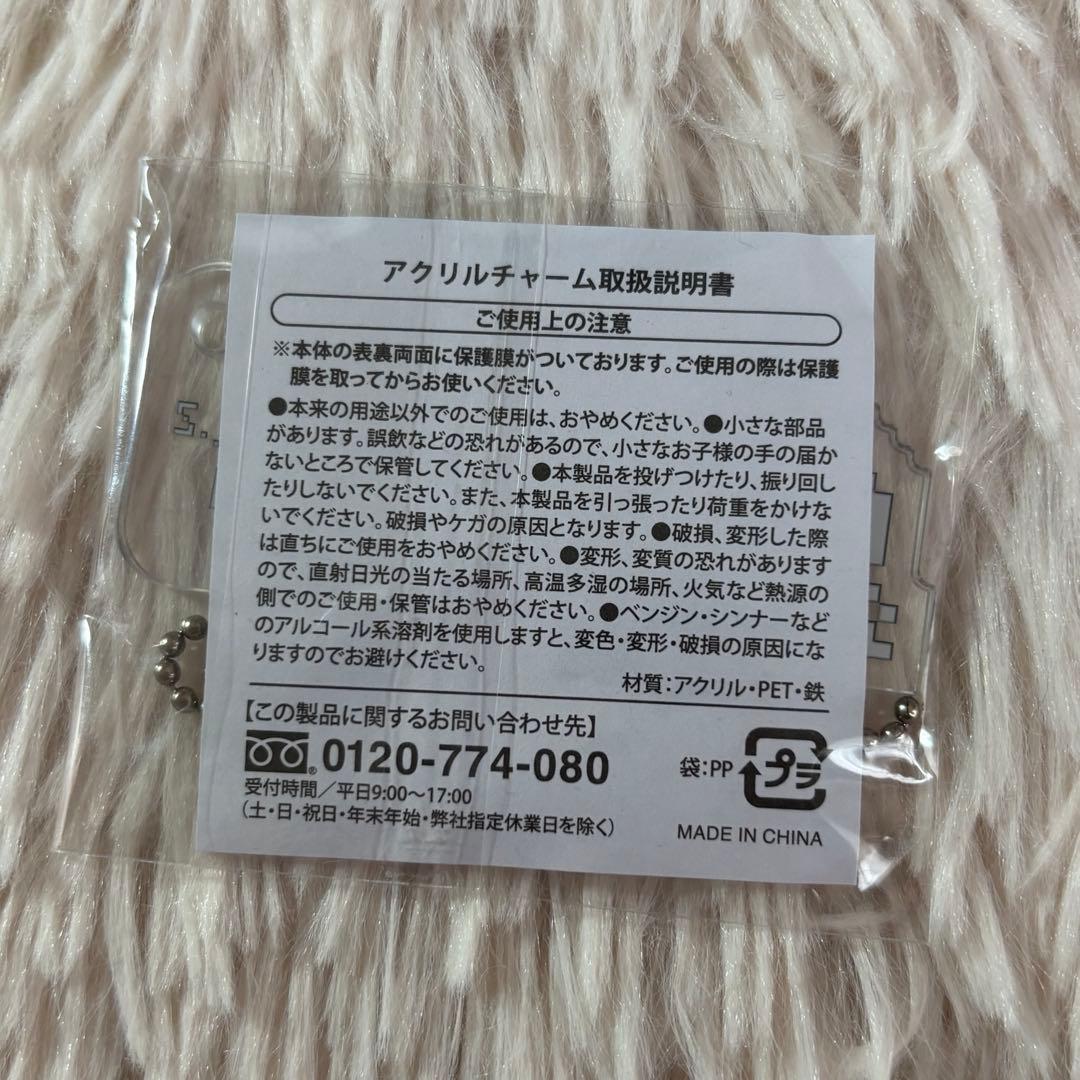 アクリルチャーム取扱説明書
ご使用上の注意
※本体の表裏両面に保護膜がついております。ご使用の際は保護
膜を取ってからお使いください。
●本来の用途以外でのご使用は、おやめください。●小さな部品
があります。誤飲などの恐れがあるので、小さなお子様の手の届か
ないところで保管してください。●本製品を投げつけたり、振り回し
たりしないでください。また、本製品を引っ張ったり荷重をかけな
いでください。破損やケガの原因となります。●破損、変形した際
は直ちにご使用をおやめください。●変形、変質の恐れがあります
ので、直射日光の当たる場所、高温多湿の場所、火気など熱源の
側でのご使用・保管はおやめください。●ベンジン・シンナーなど
のアルコール系溶剤を使用しますと、変色・変形・破損の原因にな
りますのでお避けください。
材質：アクリル・PET・鉄
【この製品に関するお問い合わせ先】
0120-774-080
受付時間／平日9:00〜17:00
（土・日・祝日・年末年始・弊社指定休業日を除く）
袋：PP
プラ
MADE IN CHINA